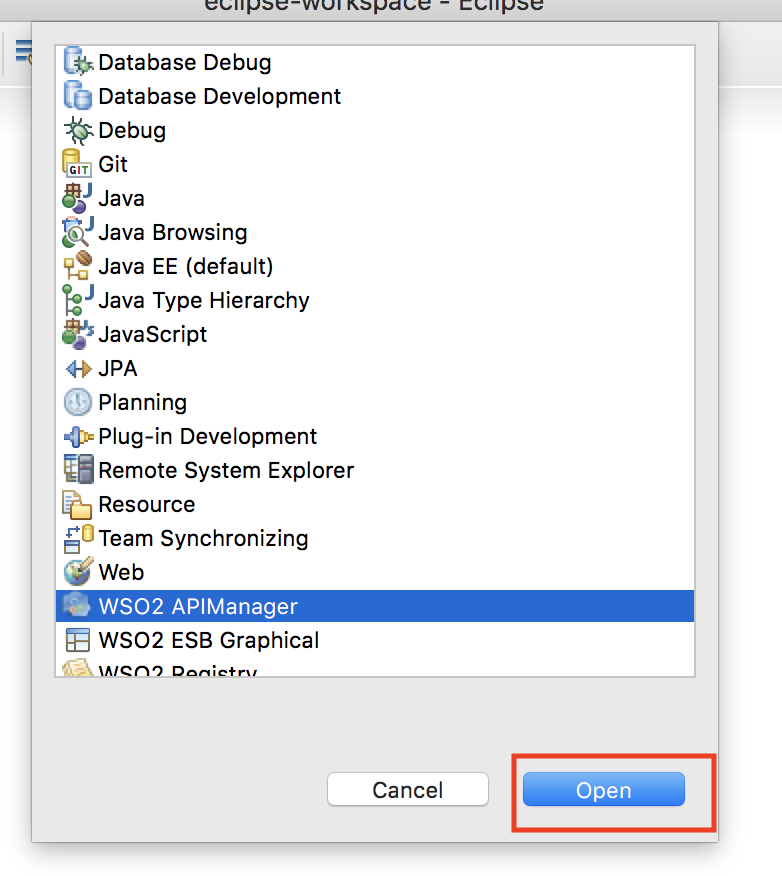 eclipse-workspace - Eclipse
Database Debug
Database Development
Debug
GIT Git
Java
Java Browsing
Java EE (default)
Java Type Hierarchy
JavaScript
JPA
Planning
Plug-in Development
Remote System Explorer
Resource
Team Synchronizing
Web
WSO2 APIManager
WSO2 ESB Graphical
WSO2 Registry
Cancel Open